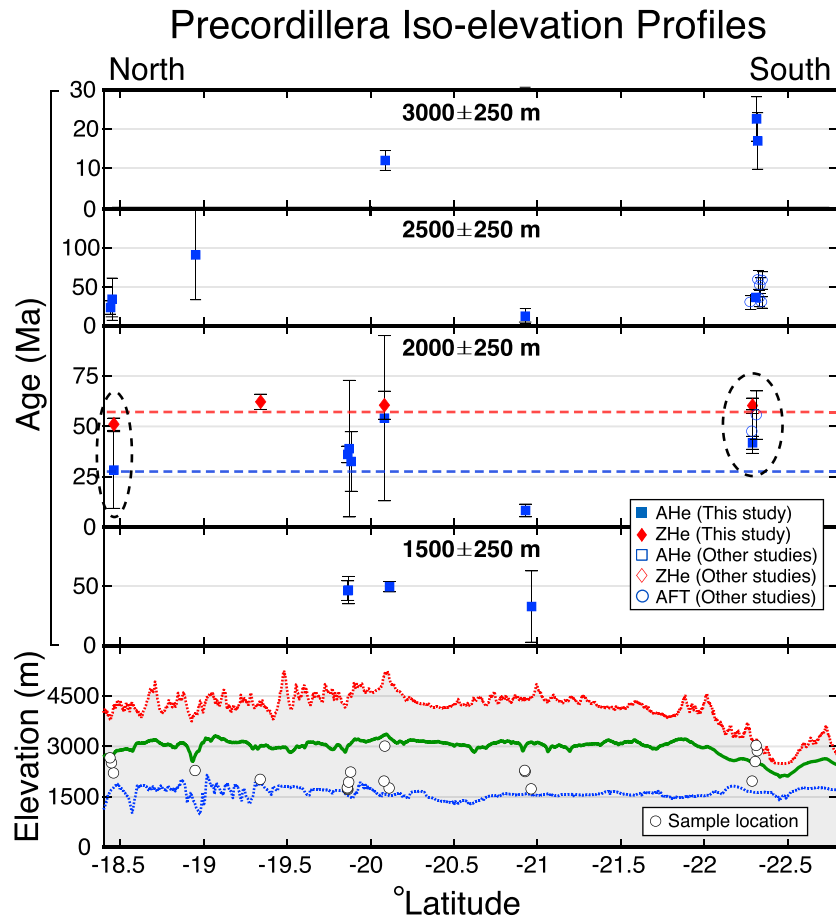 Precordillera Iso-elevation Profiles
North
South
3000±250 m
30
20
10
0
2500±250 m
100
50
0
2000±250 m
75
50
25
0
1500±250 m
50
0
Age (Ma)
AHe (This study)
ZHe (This study)
AHe (Other studies)
ZHe (Other studies)
AFT (Other studies)
Elevation (m)
4500
3000
1500
0
Sample location
-18.5 -19 -19.5 -20 -20.5 -21 -21.5 -22 -22.5
°Latitude